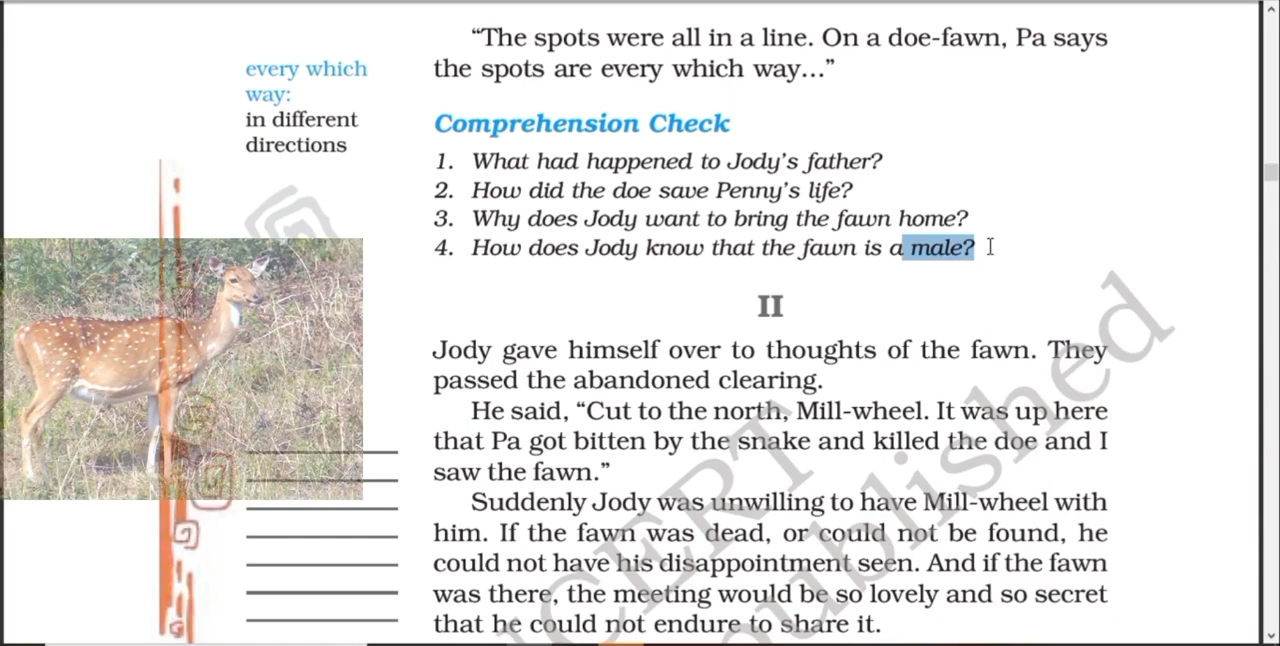 “The spots were all in a line. On a doe-fawn, Pa says
the spots are every which way...”
every which
way:
in different
directions
Comprehension Check
1. What had happened to Jody’s father?
2. How did the doe save Penny’s life?
3. Why does Jody want to bring the fawn home?
4. How does Jody know that the fawn is a male?
II
Jody gave himself over to thoughts of the fawn. They
passed the abandoned clearing.
He said, “Cut to the north, Mill-wheel. It was up here
that Pa got bitten by the snake and killed the doe and I
saw the fawn.”
Suddenly Jody was unwilling to have Mill-wheel with
him. If the fawn was dead, or could not be found, he
could not have his disappointment seen. And if the fawn
was there, the meeting would be so lovely and so secret
that he could not endure to share it.